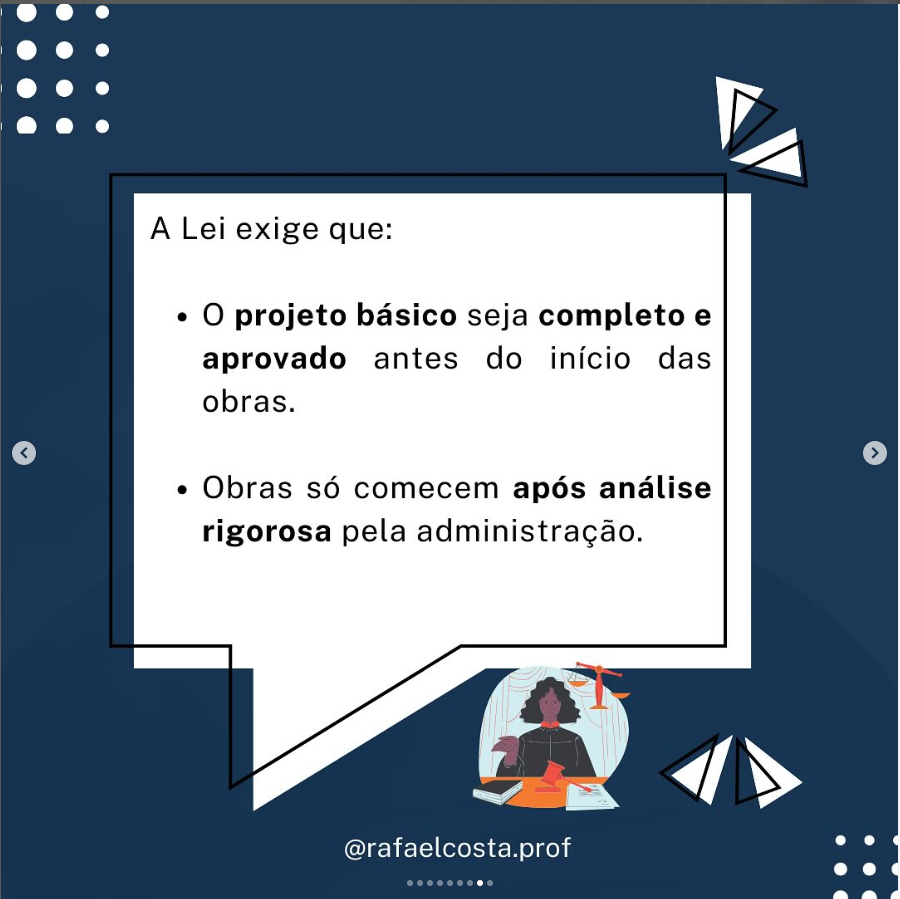 A Lei exige que:
• O projeto básico seja completo e
aprovado antes do início das
obras.
• Obras só comecem após análise
rigorosa pela administração.
@rafaelcosta.prof